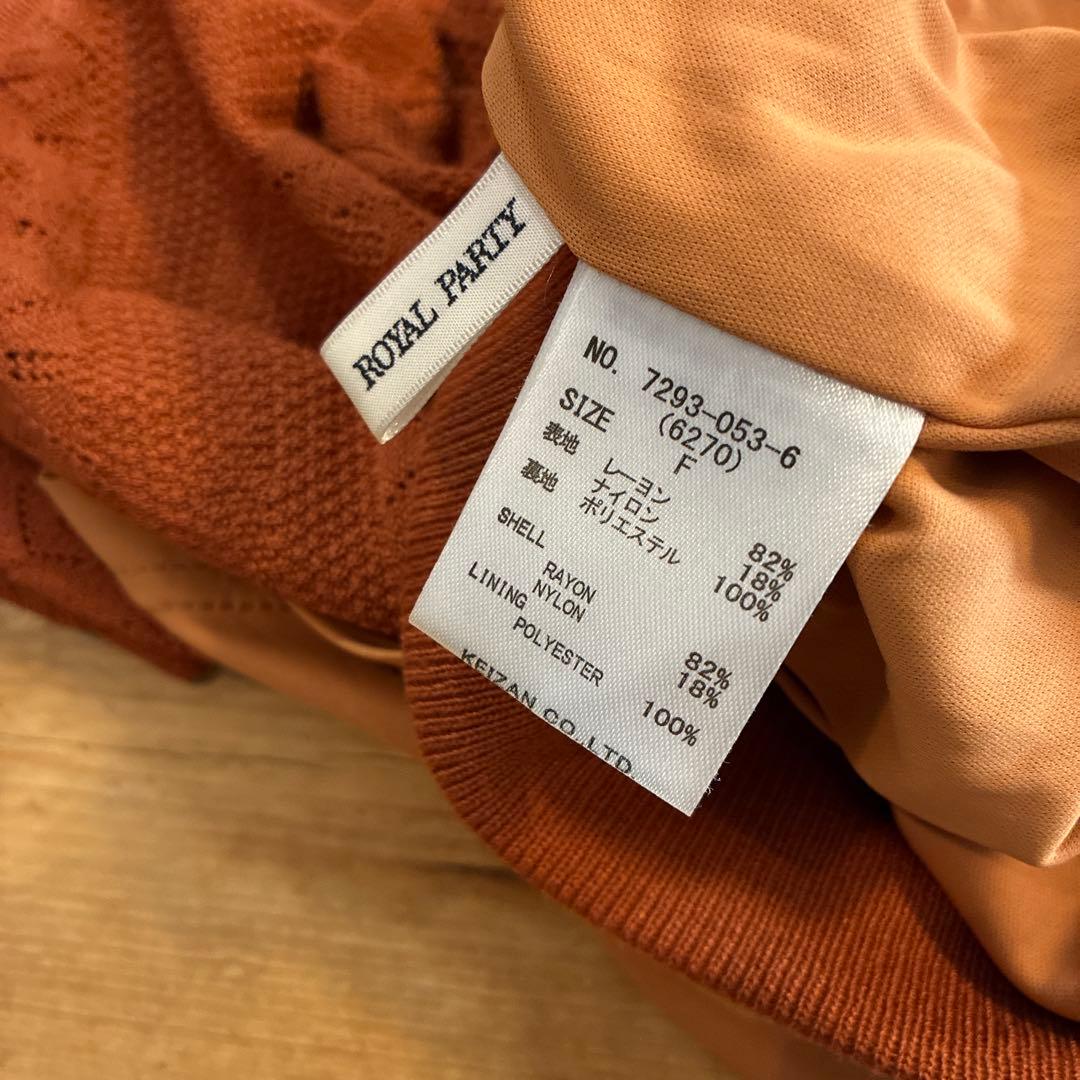 ROYAL PARTY
NO. 7293-053-6
(6270)
SIZE F
表地 レーヨン 82%
ナイロン 18%
裏地 ポリエステル 100%
SHELL
RAYON 82%
NYLON 18%
LINING
POLYESTER 100%
KEIZAN CO.,LTD.